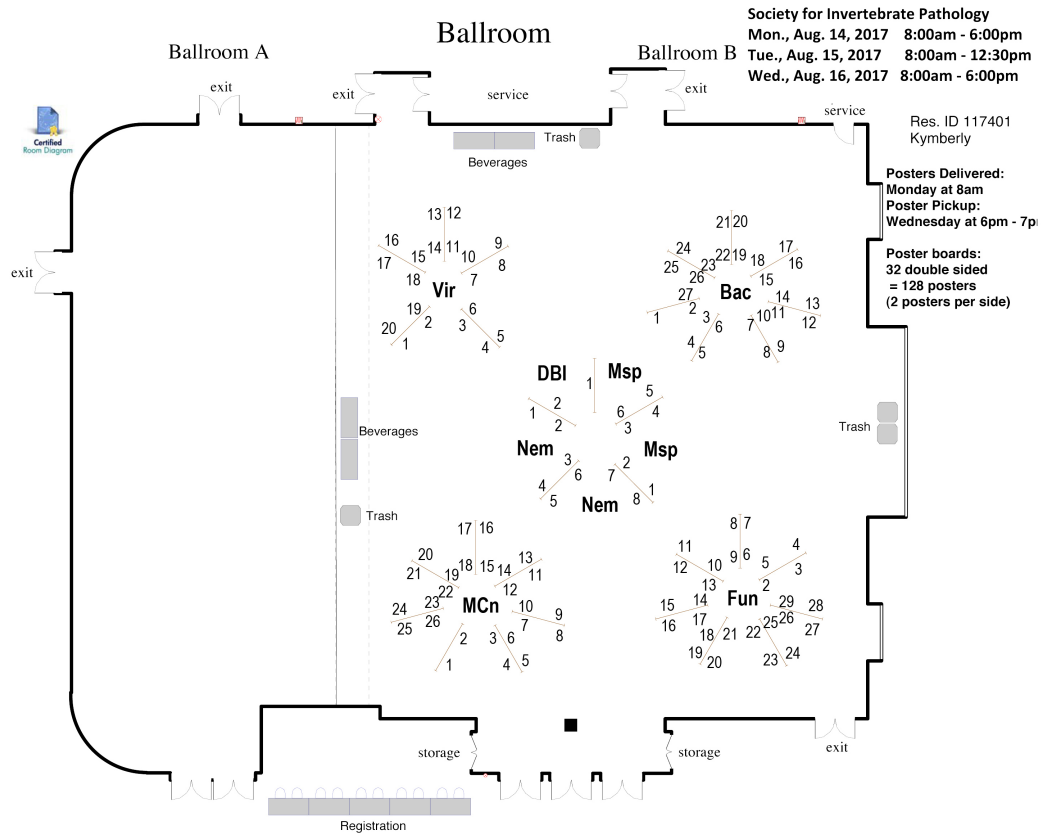 Society for Invertebrate Pathology
Mon., Aug. 14, 2017 8:00am - 6:00pm
Tue., Aug. 15, 2017 8:00am - 12:30pm
Wed., Aug. 16, 2017 8:00am - 6:00pm
Ballroom
Ballroom A
Ballroom B
exit
exit
service
exit
service
Certified
Room Diagram
Res. ID 117401
Kymberly
Trash
Beverages
Posters Delivered:
Monday at 8am
Poster Pickup:
Wednesday at 6pm - 7p
Poster boards:
32 double sided
= 128 posters
(2 posters per side)
exit
13 12
16 14 11 9
15 10
17 8
18 7
Vir
19 6
2 3
20 5
1 4
21 20
24 22 19 17
23 18
25 16
26 15
Bac
27 14
2 13
3 10 11
1 6 7 12
4 9
5 8
DBI
Msp
1
5
2 6 4
1 2 3
Nem
Msp
3 2
6 7
4 1
5 8
Nem
Beverages
Trash
Trash
17 16
20 18 15 13
19 14
21 11
22 12
MCn
23 10
24 9
26 7
25 8
2 3 6
1 4 5
8 7
11 9 6 4
10 5
12 3
13 2
Fun
15 14 29 28
16 17 25 26 27
18 21 22
19 24
20 23
storage
storage
exit
Registration